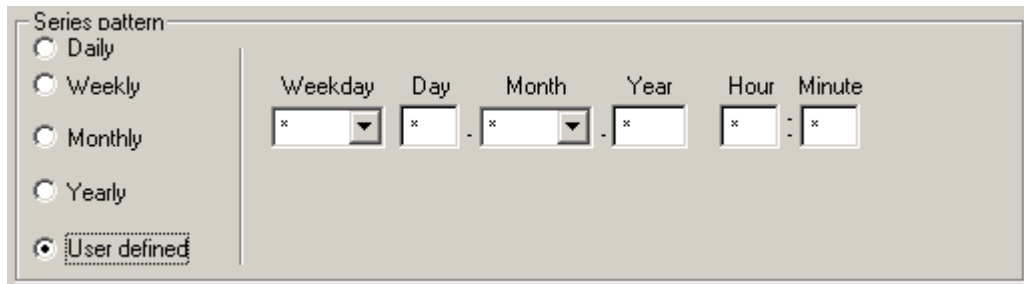 Series pattern
Daily
Weekly
Monthly
Yearly
User defined
Weekday Day Month Year Hour Minute
* * . * . * * : *